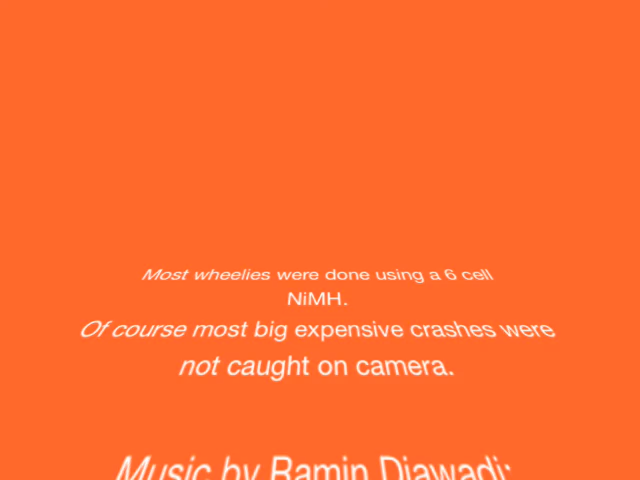 Most wheelies were done using a 6 cell
NiMH.
Of course most big expensive crashes were
not caught on camera.
Music by Ramin Djawadi: